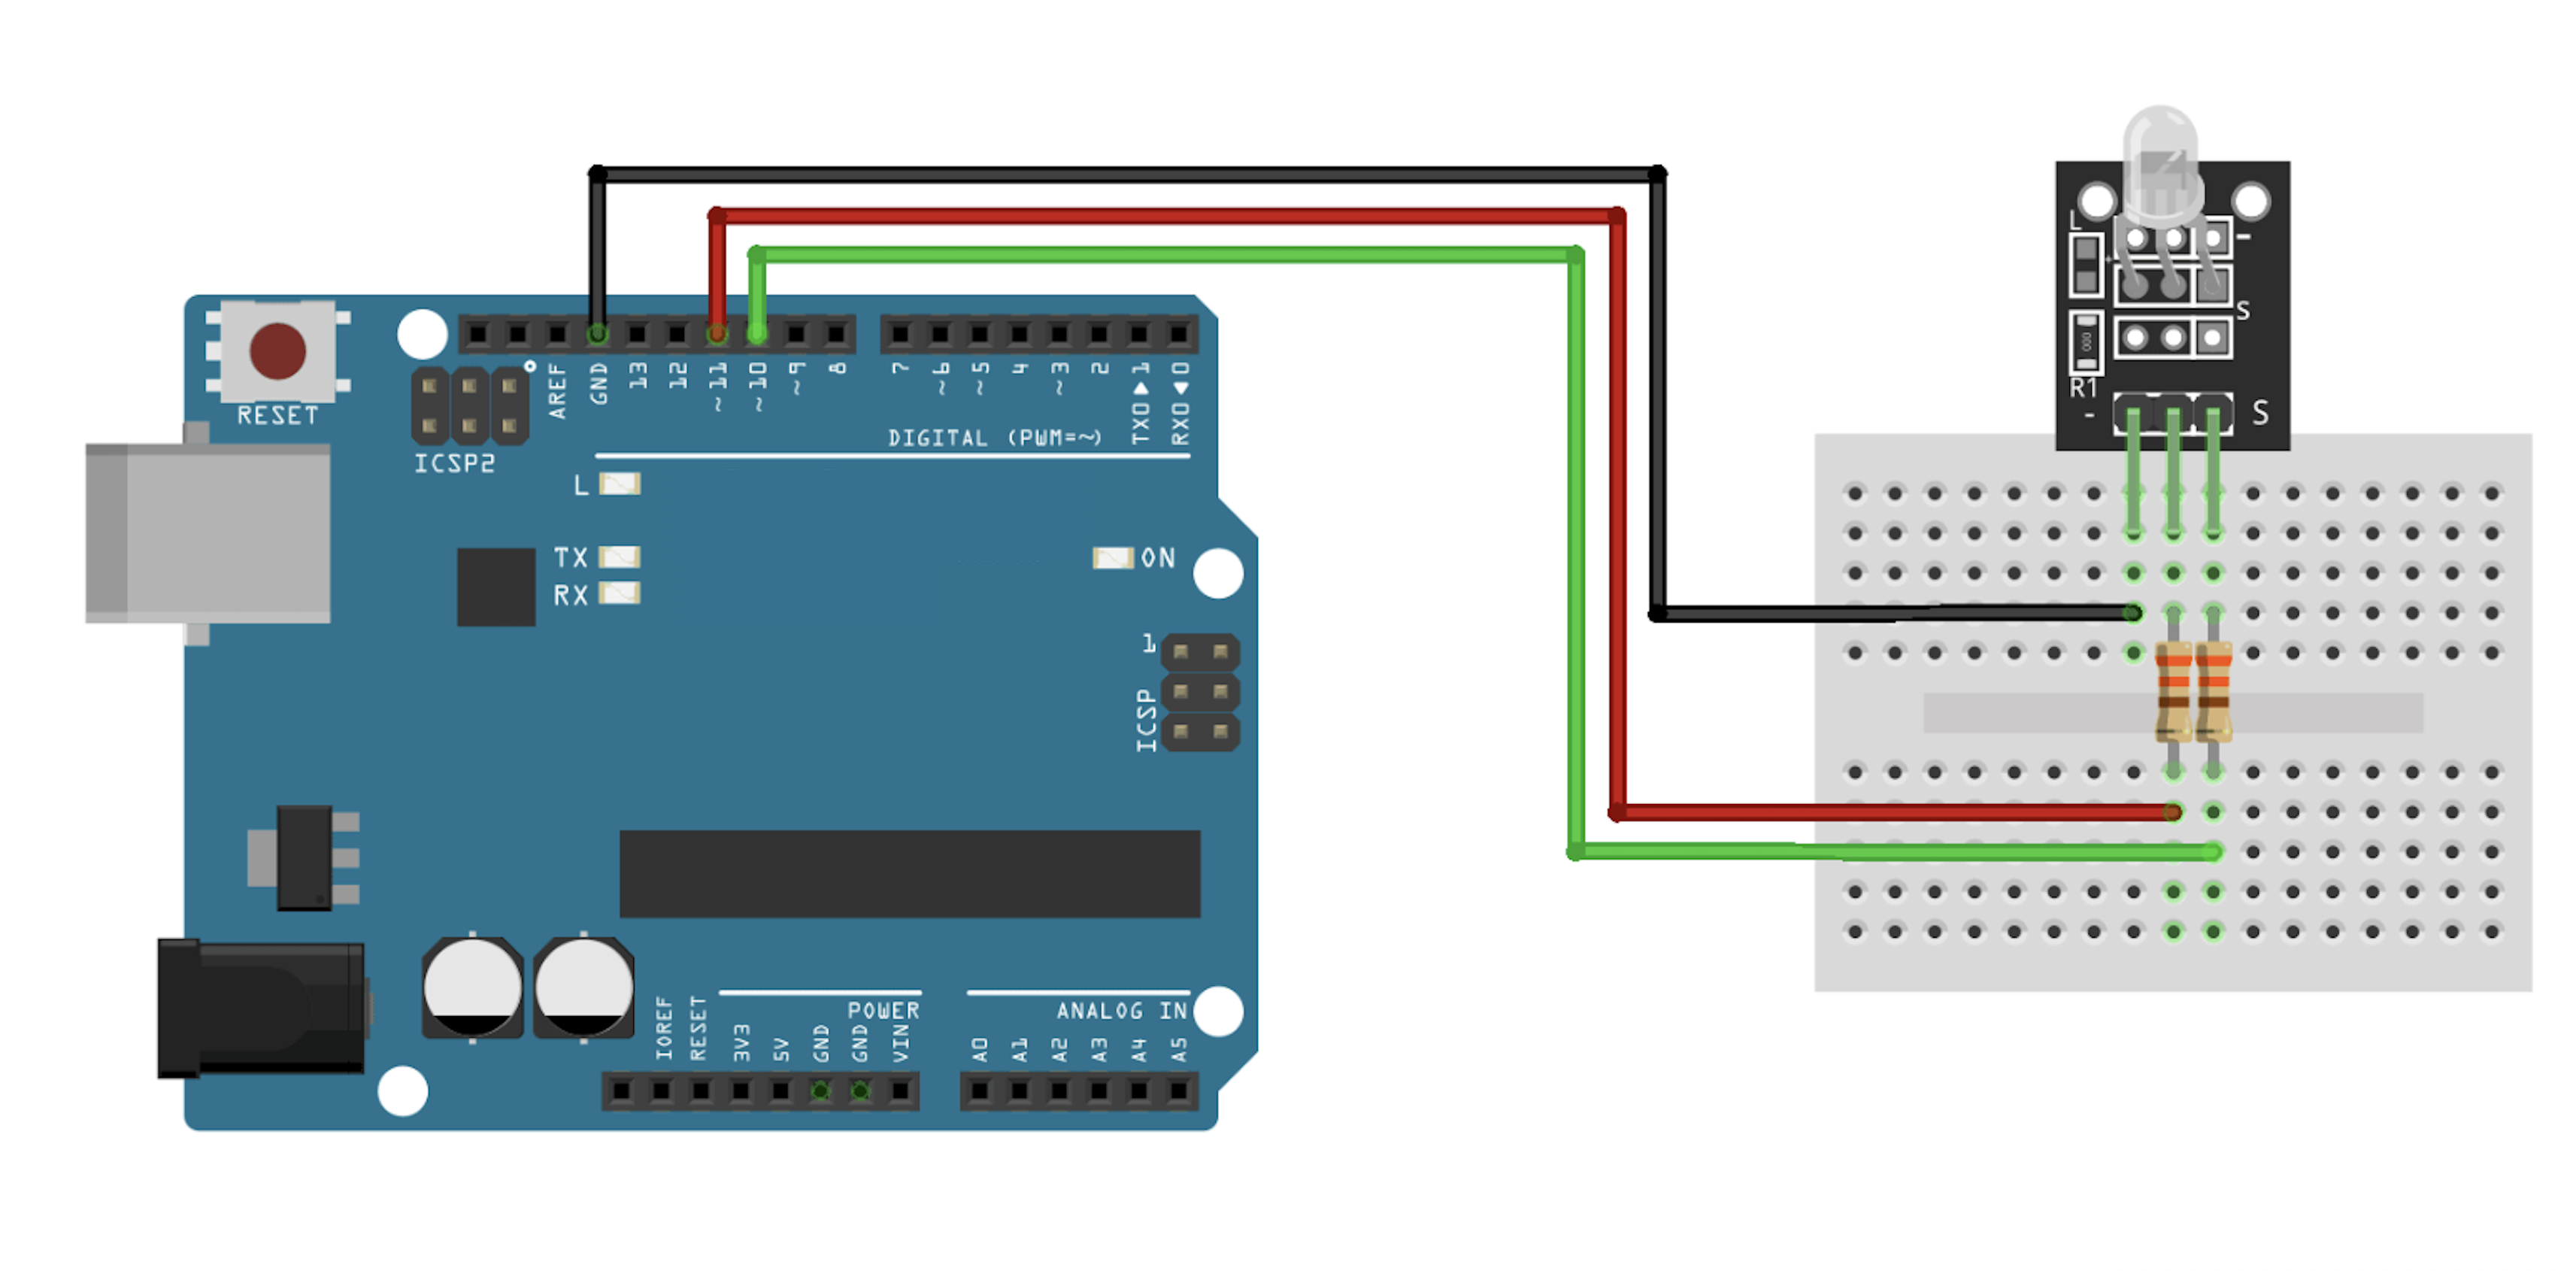 L
-
S
R1
-
S
RESET
ICSP2
AREF
GND
13
12
~11
~10
~9
8
7
~6
~5
4
~3
2
TX0▶1
RX0◀0
DIGITAL (PWM=~)
L
TX
RX
ON
1
ICSP
POWER
ANALOG IN
IOREF
RESET
3V3
5V
GND
GND
VIN
A0
A1
A2
A3
A4
A5